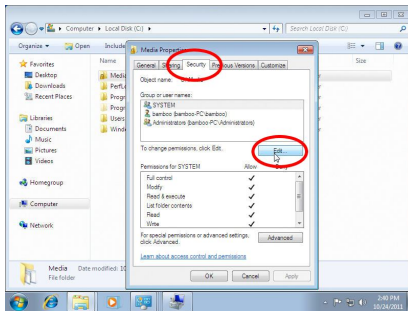 Computer ▸ Local Disk (C:) ▸
Search Local Disk (C:)
Organize ▾
Open
Include
Favorites
Desktop
Downloads
Recent Places
Libraries
Documents
Music
Pictures
Videos
Homegroup
Computer
Network
Name
Size
Media
Users
Media Properties
General
Sharing
Security
Previous Versions
Customize
Object name:
Group or user names:
SYSTEM
bamboo (bamboo-PC\bamboo)
Administrators (bamboo-PC\Administrators)
To change permissions, click Edit.
Edit...
Permissions for SYSTEM
Allow
Full control
Modify
Read & execute
List folder contents
Read
Write
For special permissions or advanced settings,
click Advanced.
Advanced
Learn about access control and permissions
OK
Cancel
Apply
Media
Date modified: 10
File folder
2:40 PM
10/24/2011